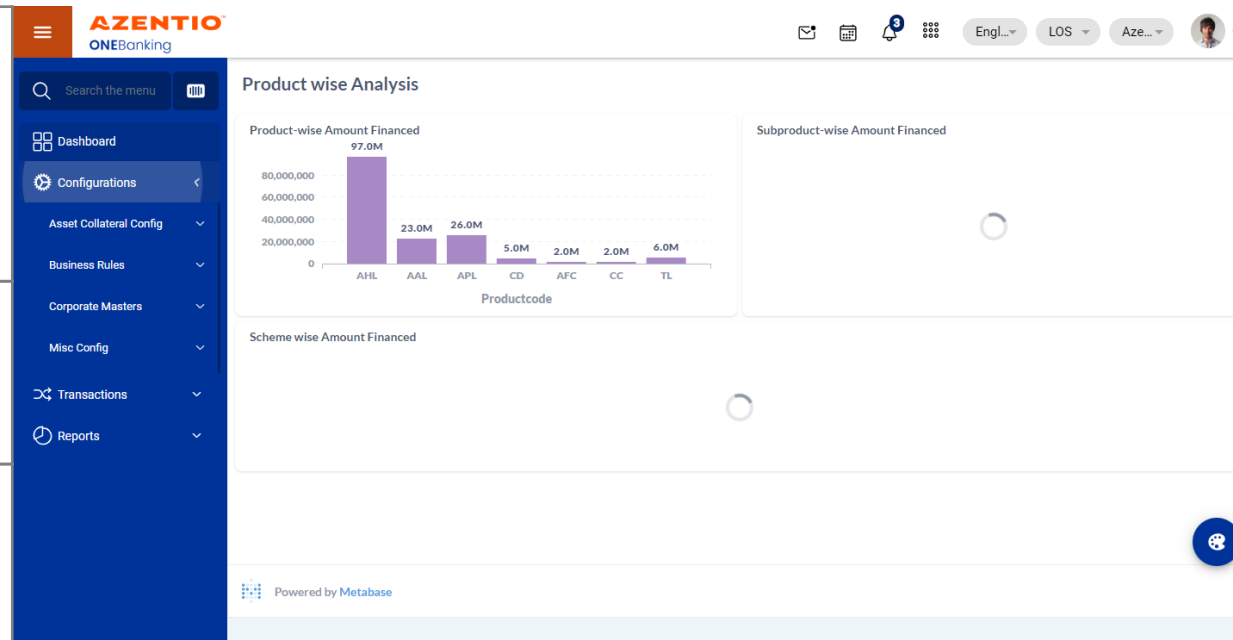 AZENTIO
ONEBanking
3
Engl...
LOS
Aze...
Search the menu
Dashboard
Configurations
Asset Collateral Config
Business Rules
Corporate Masters
Misc Config
Transactions
Reports
Product wise Analysis
Product-wise Amount Financed
97.0M
80,000,000
60,000,000
40,000,000
20,000,000
0
23.0M
26.0M
5.0M
2.0M
2.0M
6.0M
AHL AAL APL CD AFC CC TL
Productcode
Subproduct-wise Amount Financed
Scheme wise Amount Financed
Powered by Metabase